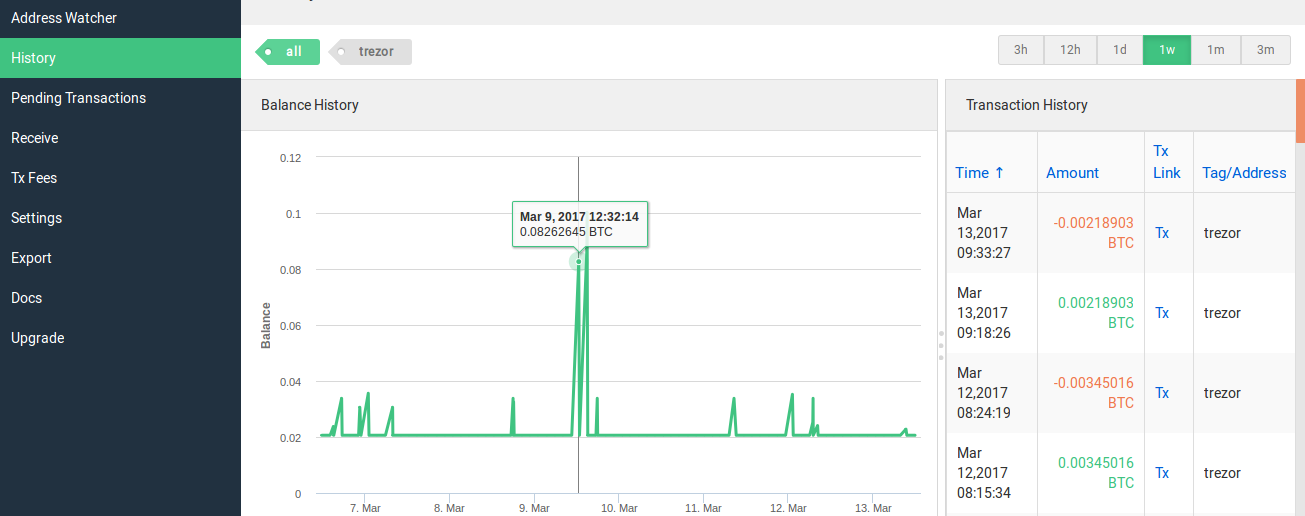 Address Watcher
History
Pending Transactions
Receive
Tx Fees
Settings
Export
Docs
Upgrade
all
trezor
3h
12h
1d
1w
1m
3m
Balance History
0.12
0.1
0.08
0.06
0.04
0.02
0
Balance
Mar 9, 2017 12:32:14
0.08262645 BTC
7. Mar
8. Mar
9. Mar
10. Mar
11. Mar
12. Mar
13. Mar
Transaction History
Time ↑
Amount
Tx
Link
Tag/Address
Mar
13,2017
09:33:27
-0.00218903
BTC
Tx
trezor
Mar
13,2017
09:18:26
0.00218903
BTC
Tx
trezor
Mar
12,2017
08:24:19
-0.00345016
BTC
Tx
trezor
Mar
12,2017
08:15:34
0.00345016
BTC
Tx
trezor